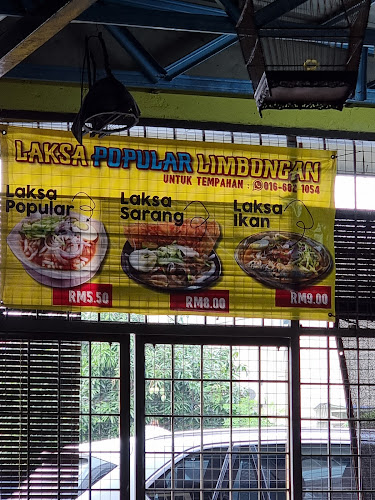 LAKSA POPULAR LIMBONGAN
UNTUK TEMPAHAN : 016-682 1054
Laksa
Popular
Laksa
Sarang
Laksa
Ikan
RM5.50
RM8.00
RM9.00